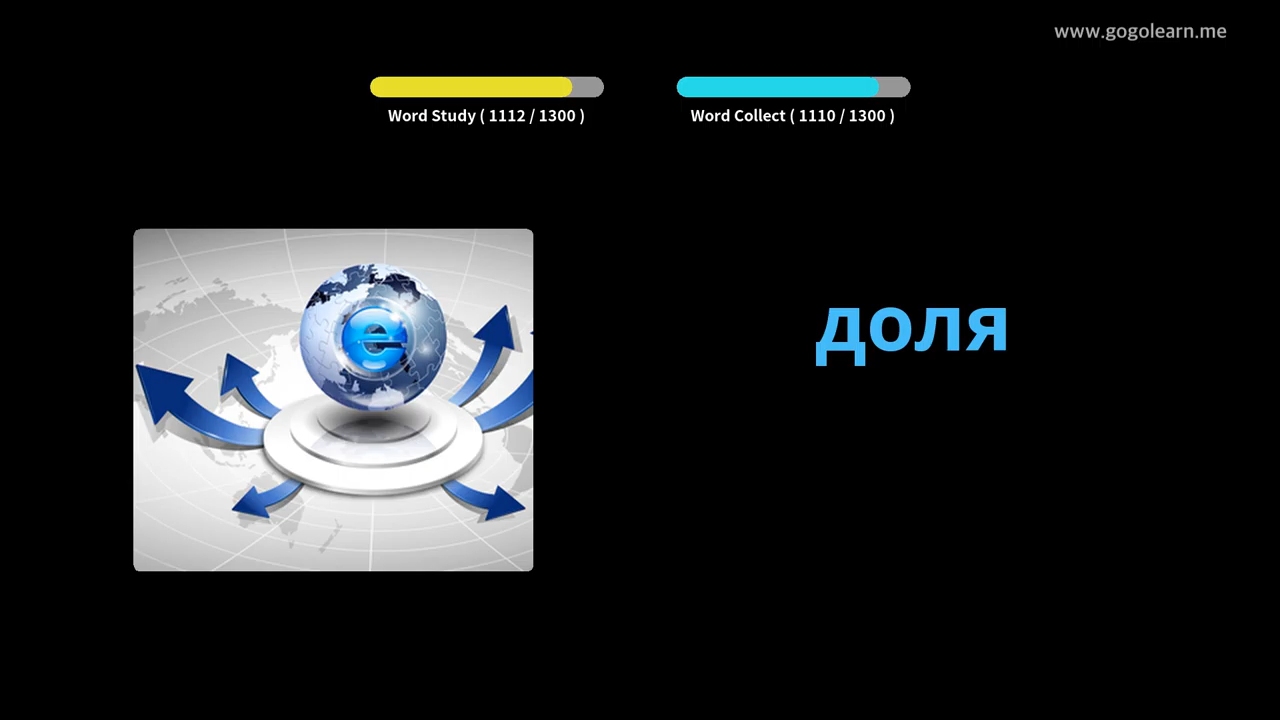 www.gogolearn.me
Word Study ( 1112 / 1300 )
Word Collect ( 1110 / 1300 )
e
доля